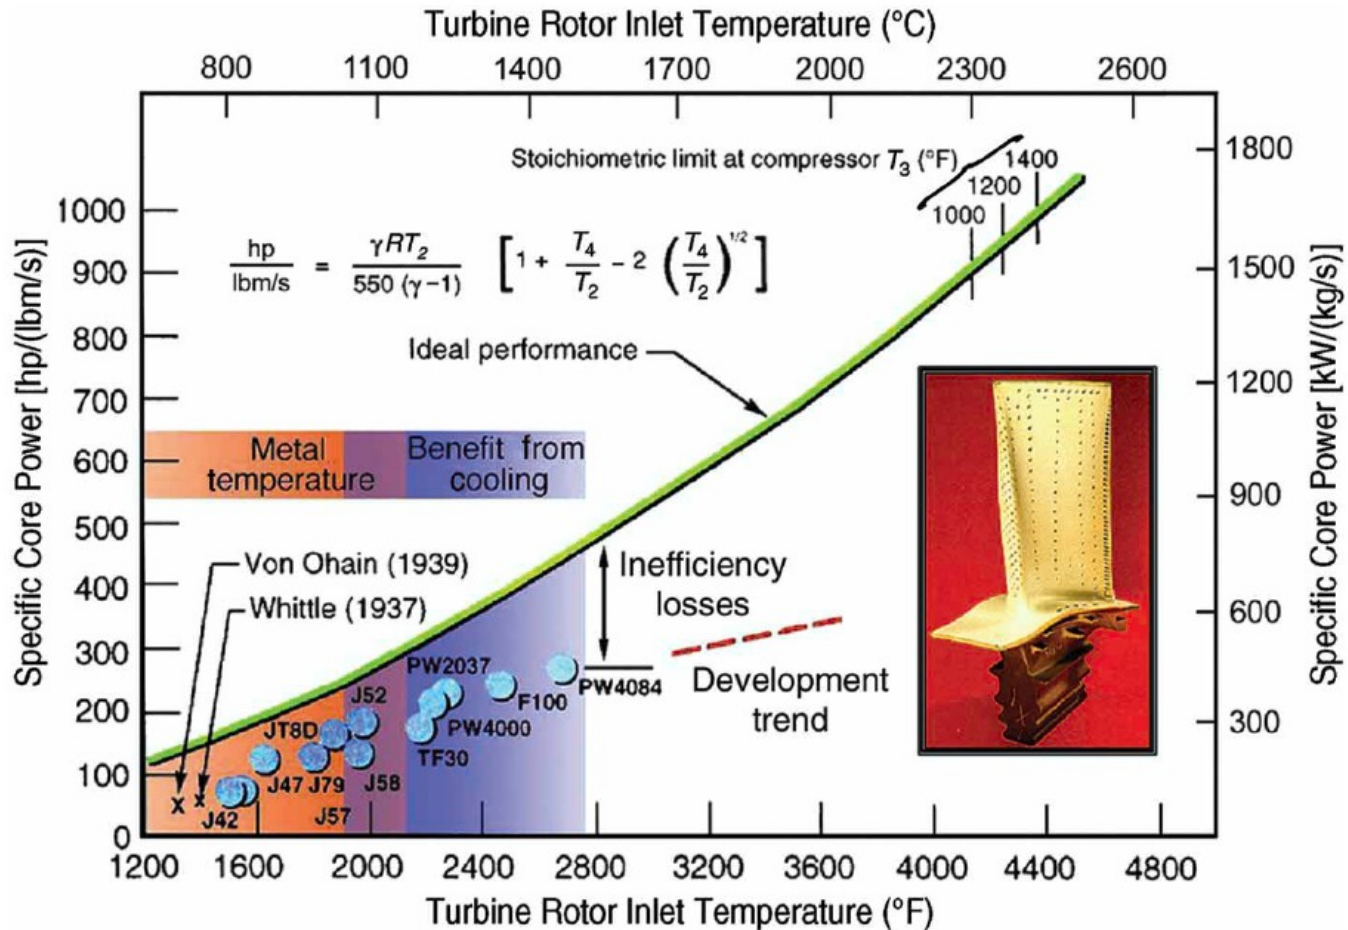 Turbine Rotor Inlet Temperature (°C)
800 1100 1400 1700 2000 2300 2600
Stoichiometric limit at compressor T3 (°F)
1000 1200 1400
Specific Core Power [hp/(lbm/s)]
1000
900
800
700
600
500
400
300
200
100
0
hp / lbm/s = γRT2 / 550 (γ−1) [1 + T4/T2 − 2 (T4/T2)^1/2]
Ideal performance
Metal temperature
Benefit from cooling
Von Ohain (1939)
Whittle (1937)
Inefficiency
losses
Development
trend
PW2037
J52
JT8D
F100
PW4084
PW4000
TF30
J47 J79 J58
J42
J57
x x
1800
1500
1200
900
600
300
Specific Core Power [kW/(kg/s)]
1200 1600 2000 2400 2800 3200 3600 4000 4400 4800
Turbine Rotor Inlet Temperature (°F)